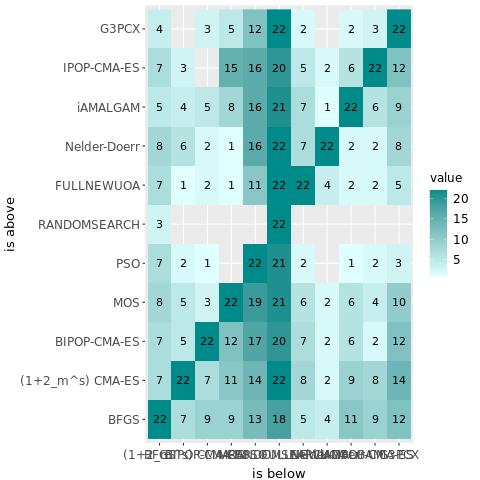 G3PCX 4 3 5 12 22 2 2 3 22
IPOP-CMA-ES 7 3 15 16 20 5 2 6 22 12
iAMALGAM 5 4 5 8 16 21 7 1 22 6 9
Nelder-Doerr 8 6 2 1 16 22 7 22 2 2 8
FULLNEWUOA 7 1 2 1 11 22 22 4 2 2 5
RANDOMSEARCH 3 22
PSO 7 2 1 22 21 2 1 2 3
MOS 8 5 3 22 19 21 6 2 6 4 10
BIPOP-CMA-ES 7 5 22 12 17 20 7 2 6 2 12
(1+2_m^s) CMA-ES 7 22 7 11 14 22 8 2 9 8 14
BFGS 22 7 9 9 13 18 5 4 11 9 12
is above
is below
value
20
15
10
5